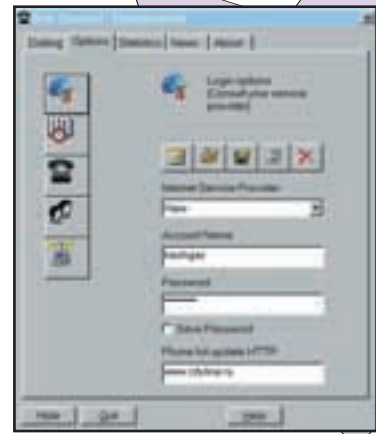 Dialing Options Statistics News About
Login options
(Consult your service
provider)
Internet Service Provider
New
Account Name
Password
Save Password
Phone list update HTTP
Hide Quit Help